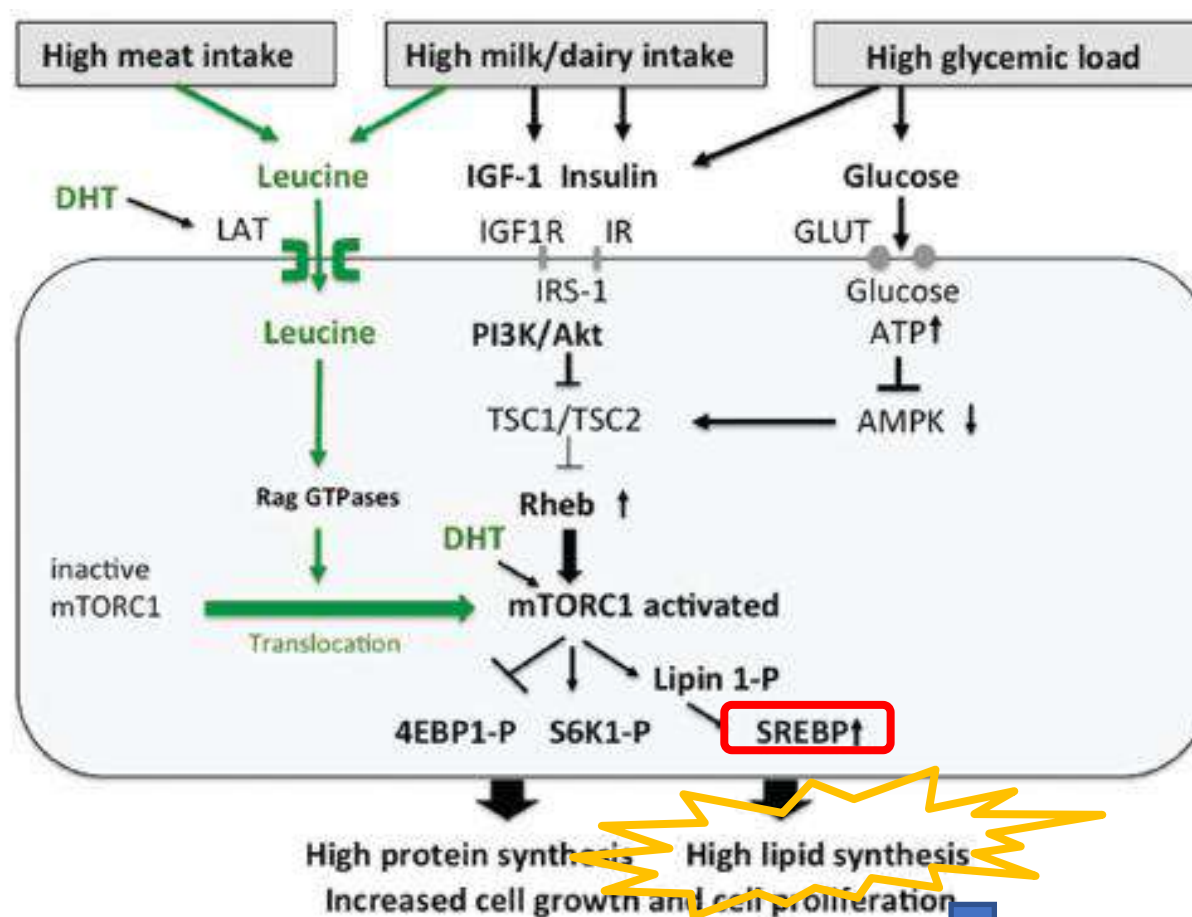 High meat intake
High milk/dairy intake
High glycemic load
Leucine
IGF-1 Insulin
Glucose
DHT
LAT
IGF1R
IR
GLUT
IRS-1
Glucose
Leucine
PI3K/Akt
ATP↑
TSC1/TSC2
AMPK ↓
Rag GTPases
Rheb ↑
DHT
inactive
mTORC1
mTORC1 activated
Translocation
Lipin 1-P
4EBP1-P
S6K1-P
SREBP↑
High protein synthesis
High lipid synthesis
Increased cell growth and cell proliferation